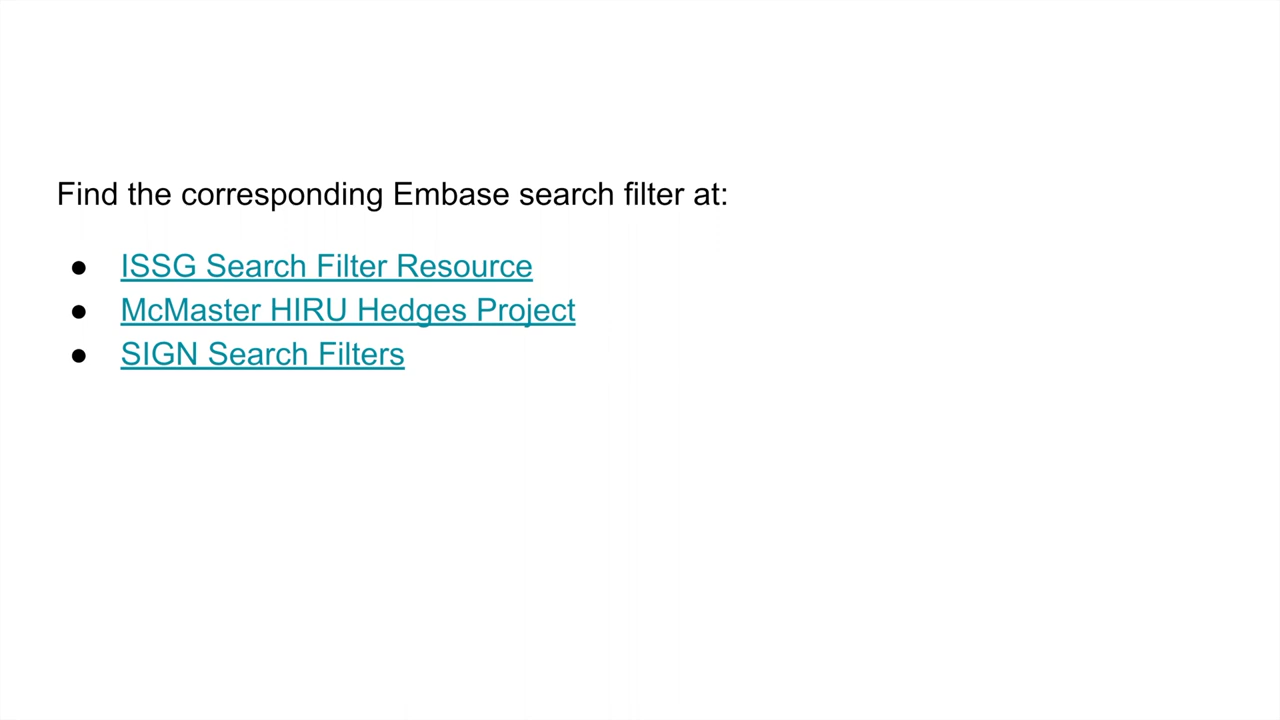 Find the corresponding Embase search filter at:
● ISSG Search Filter Resource
● McMaster HIRU Hedges Project
● SIGN Search Filters